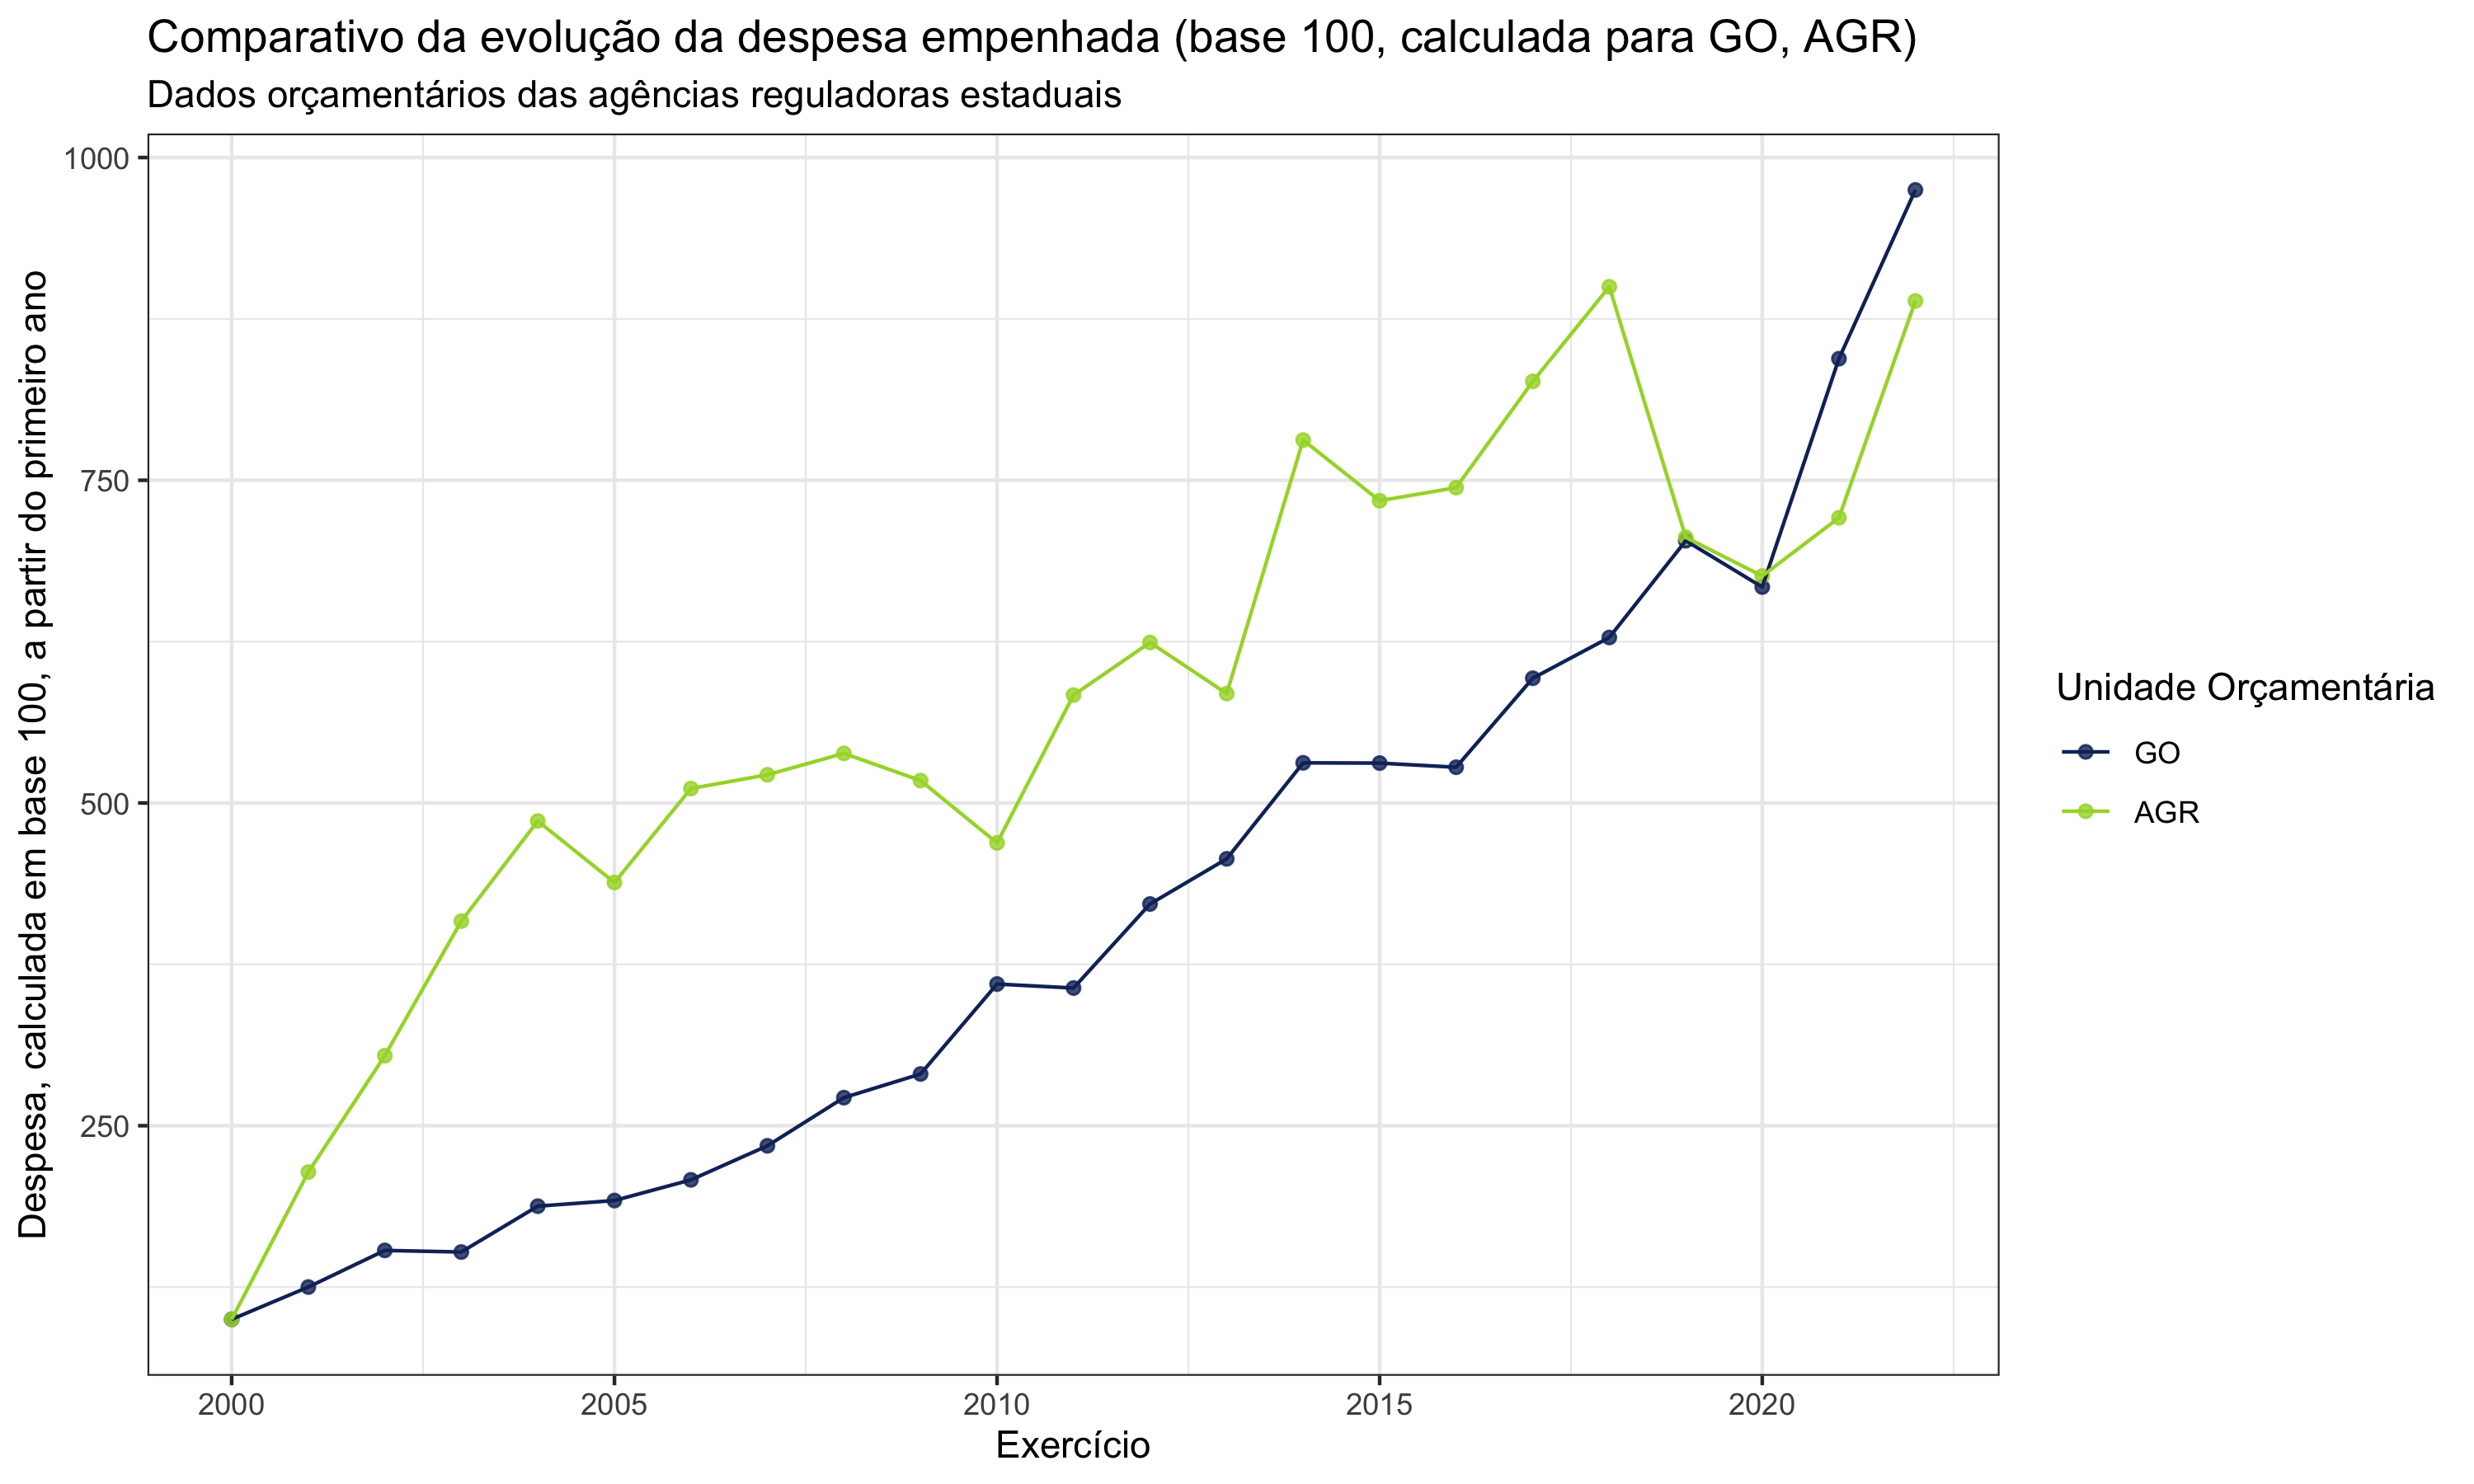 Comparativo da evolução da despesa empenhada (base 100, calculada para GO, AGR)
Dados orçamentários das agências reguladoras estaduais
Despesa, calculada em base 100, a partir do primeiro ano
1000
750
500
250
2000
2005
2010
2015
2020
Exercício
Unidade Orçamentária
GO
AGR